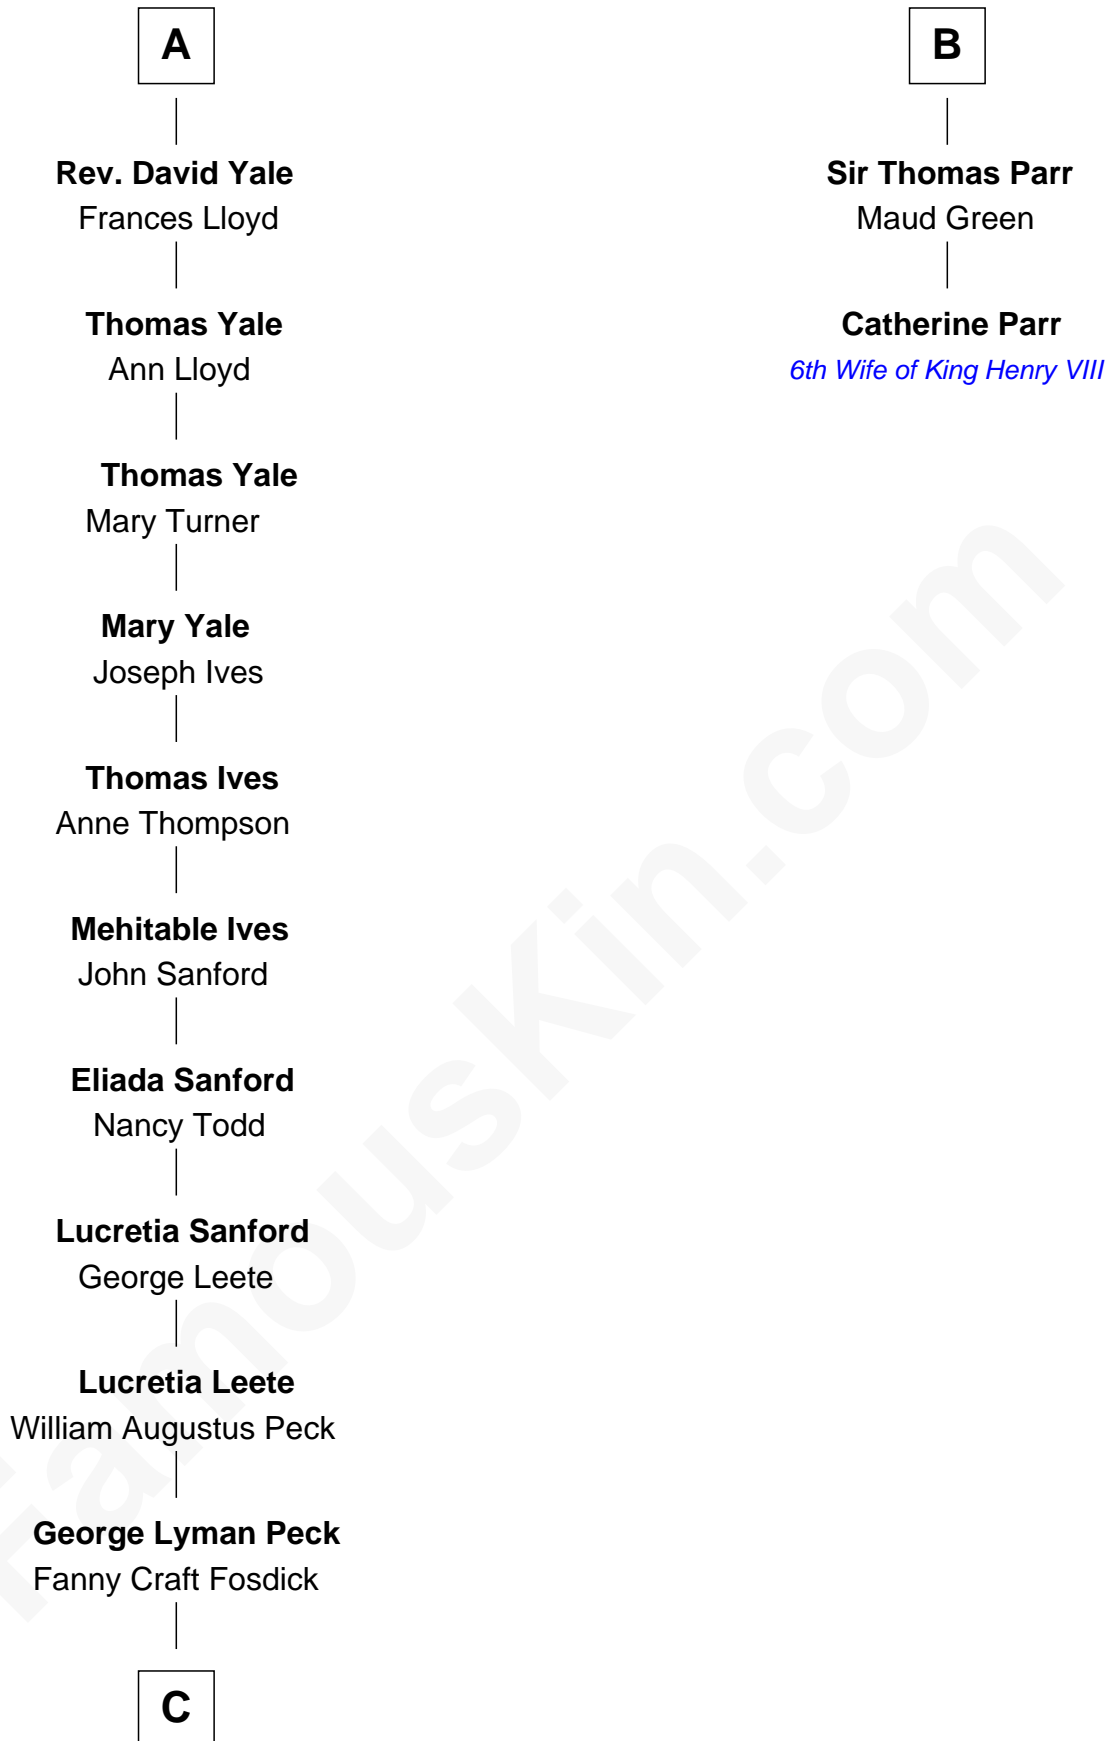 A
Rev. David Yale
Frances Lloyd
Thomas Yale
Ann Lloyd
Thomas Yale
Mary Turner
Mary Yale
Joseph Ives
Thomas Ives
Anne Thompson
Mehitable Ives
John Sanford
Eliada Sanford
Nancy Todd
Lucretia Sanford
George Leete
Lucretia Leete
William Augustus Peck
George Lyman Peck
Fanny Craft Fosdick
C
B
Sir Thomas Parr
Maud Green
Catherine Parr
6th Wife of King Henry VIII
FamousKin.com